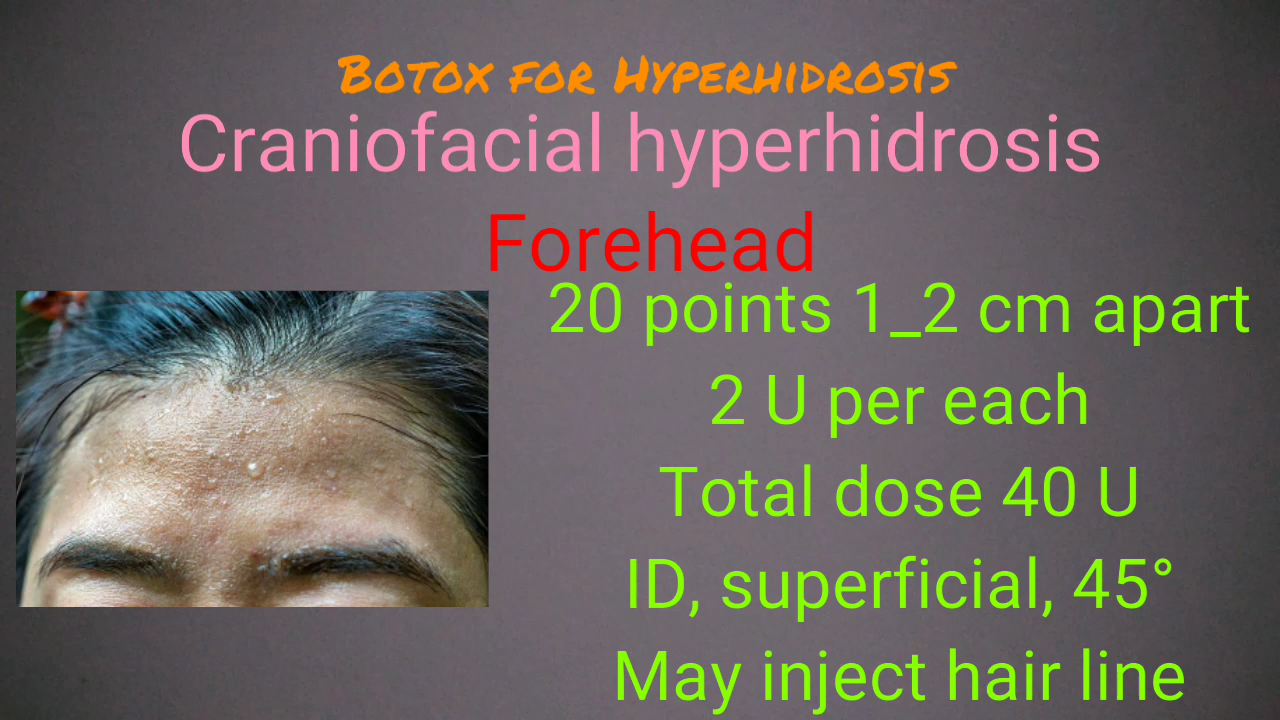 Botox for Hyperhidrosis
Craniofacial hyperhidrosis
Forehead
20 points 1_2 cm apart
2 U per each
Total dose 40 U
ID, superficial, 45°
May inject hair line